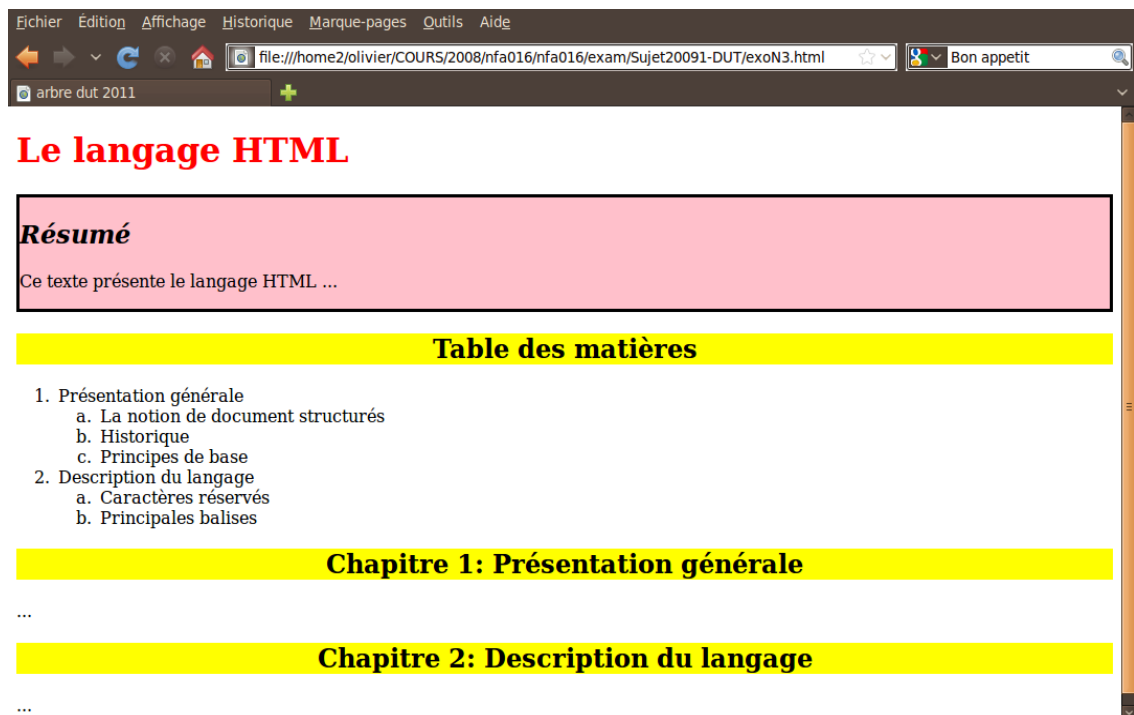 Fichier Édition Affichage Historique Marque-pages Outils Aide
file:///home2/olivier/COURS/2008/nfa016/nfa016/exam/Sujet20091-DUT/exoN3.html Bon appetit
arbre dut 2011
Le langage HTML
Résumé
Ce texte présente le langage HTML ...
Table des matières
1. Présentation générale
a. La notion de document structurés
b. Historique
c. Principes de base
2. Description du langage
a. Caractères réservés
b. Principales balises
Chapitre 1: Présentation générale
...
Chapitre 2: Description du langage
...